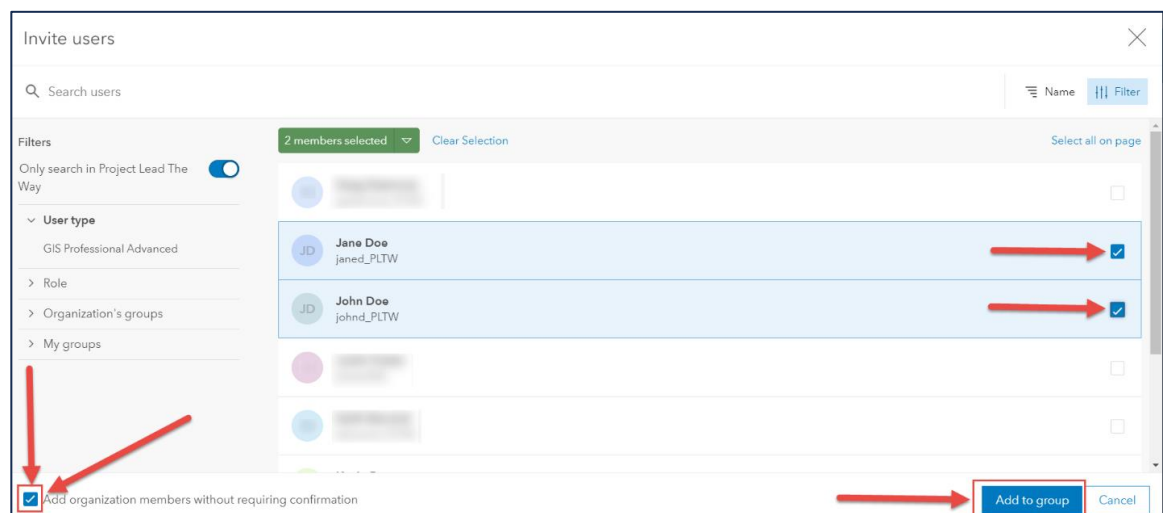 Invite users
Search users
Name
Filter
Filters
Only search in Project Lead The
Way
User type
GIS Professional Advanced
Role
Organization's groups
My groups
2 members selected
Clear Selection
Select all on page
JD
Jane Doe
janed_PLTW
JD
John Doe
johnd_PLTW
Add organization members without requiring confirmation
Add to group
Cancel